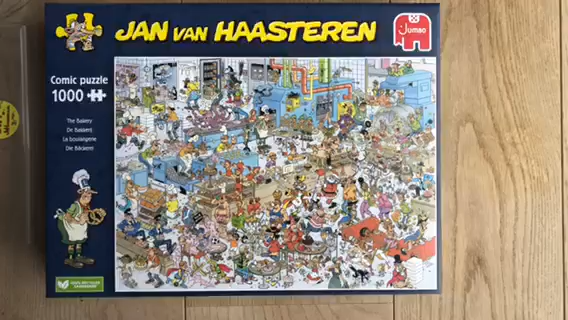 JAN VAN HAASTEREN
Jumbo
Comic puzzle
1000
The Bakery
De Bakkerij
La boulangerie
Die Bäckerei